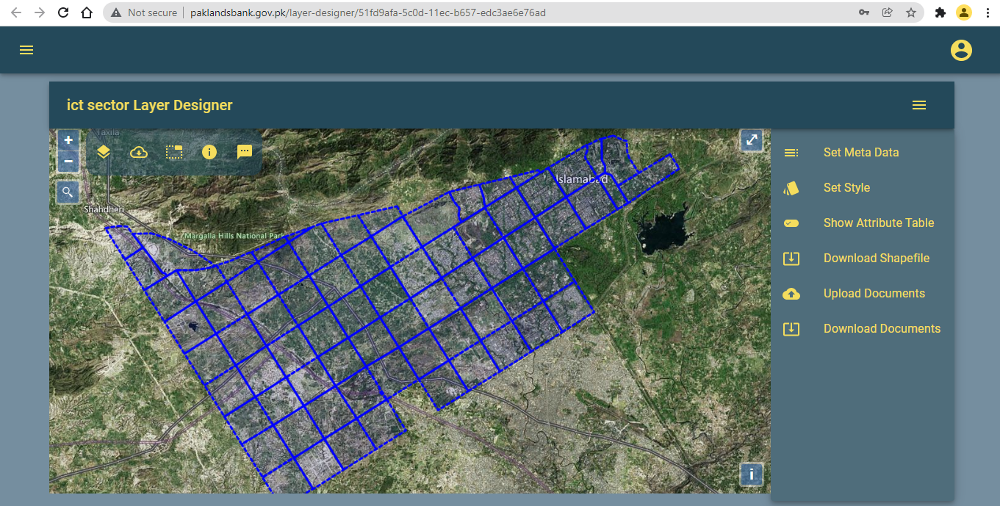 Not secure
paklandsbank.gov.pk/layer-designer/51fd9afa-5c0d-11ec-b657-edc3ae6e76ad
ict sector Layer Designer
Taxila
+
−
Islamabad
Shahdheri
Margalla Hills National Park
Set Meta Data
Set Style
Show Attribute Table
Download Shapefile
Upload Documents
Download Documents
i